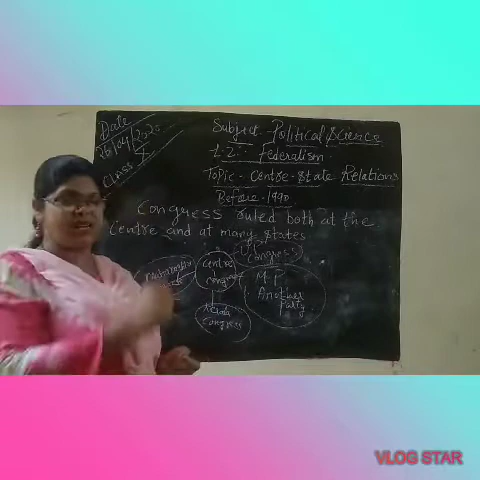 Date
26/04/2020
Class X
Subject - Political Science
L-2:- Federalism
Topic - Centre-State Relations
Before-1990
Congress ruled both at the
Centre and at many states
U.P.
Congress
Centre
Congress
M.P.
Another
Party
Kerala
Congress
VLOG STAR